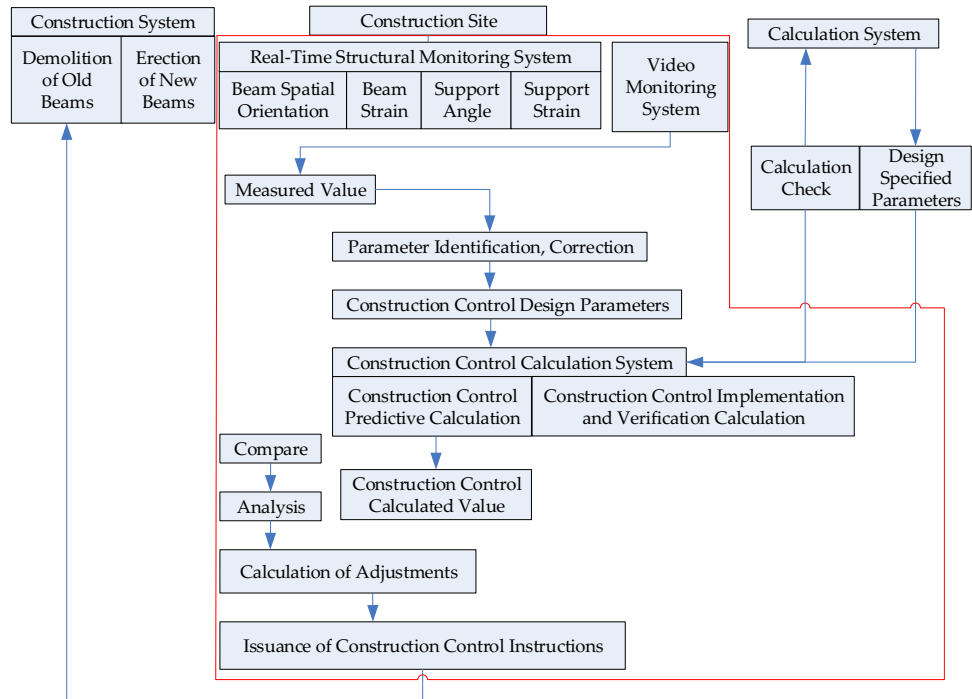 Construction System
Demolition
of Old
Beams
Erection
of New
Beams
Construction Site
Real-Time Structural Monitoring System
Beam Spatial
Orientation
Beam
Strain
Support
Angle
Support
Strain
Video
Monitoring
System
Calculation System
Calculation
Check
Design
Specified
Parameters
Measured Value
Parameter Identification, Correction
Construction Control Design Parameters
Construction Control Calculation System
Construction Control
Predictive Calculation
Construction Control Implementation
and Verification Calculation
Compare
Construction Control
Calculated Value
Analysis
Calculation of Adjustments
Issuance of Construction Control Instructions